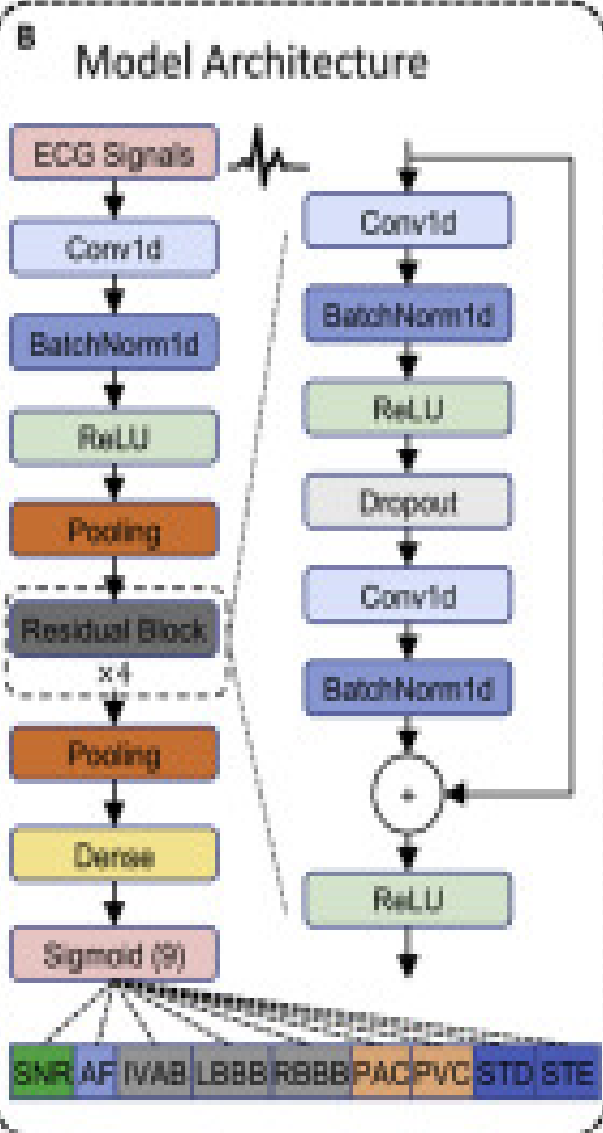 B
Model Architecture
ECG Signals
Conv1d
BatchNorm1d
ReLU
Pooling
Residual Block
×4
Pooling
Dense
Sigmoid (9)
Conv1d
BatchNorm1d
ReLU
Dropout
Conv1d
BatchNorm1d
+
ReLU
SNR AF IVAB LBBB RBBB PAC PVC STD STE